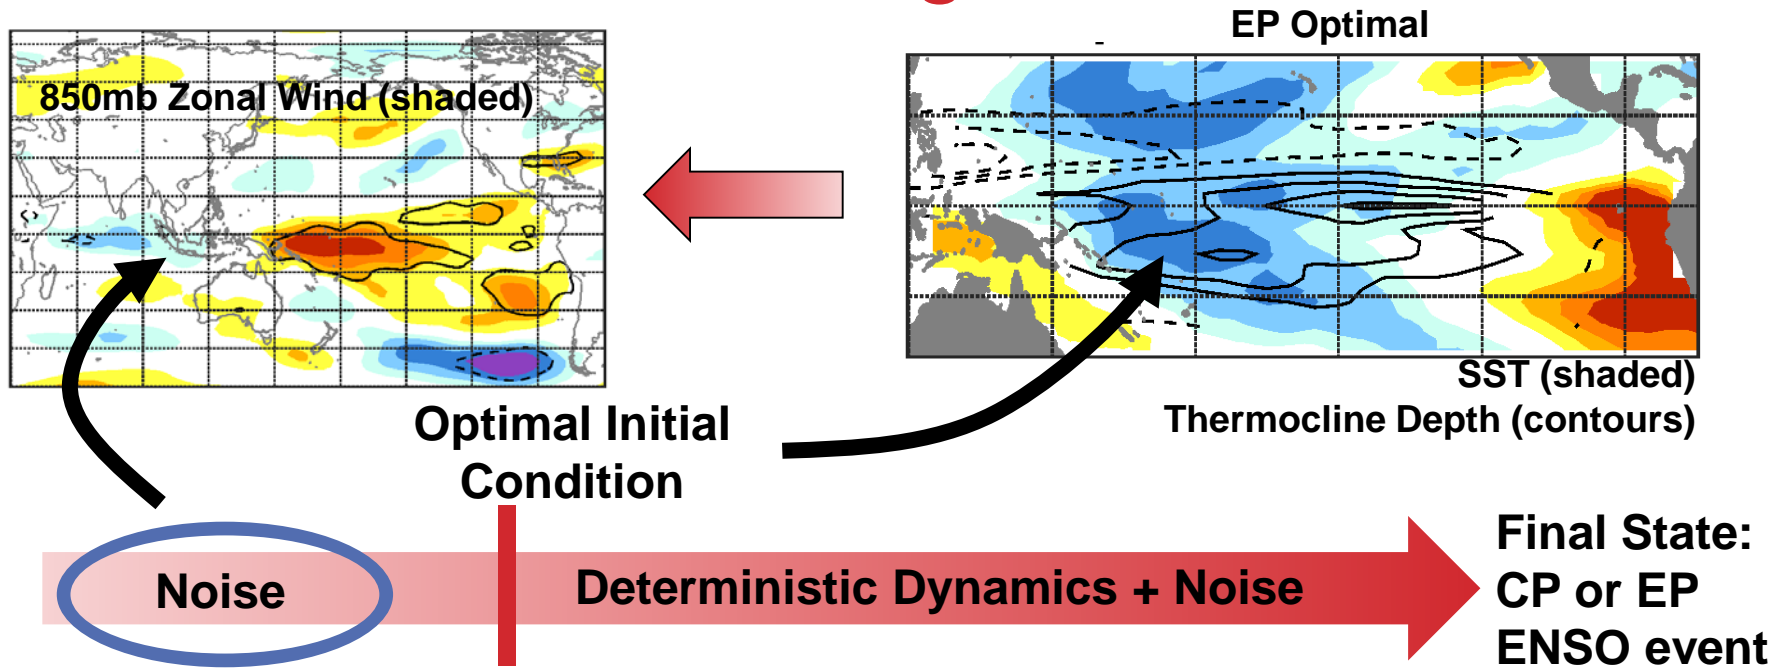 EP Optimal
850mb Zonal Wind (shaded)
SST (shaded)
Thermocline Depth (contours)
Optimal Initial
Condition
Noise
Deterministic Dynamics + Noise
Final State:
CP or EP
ENSO event